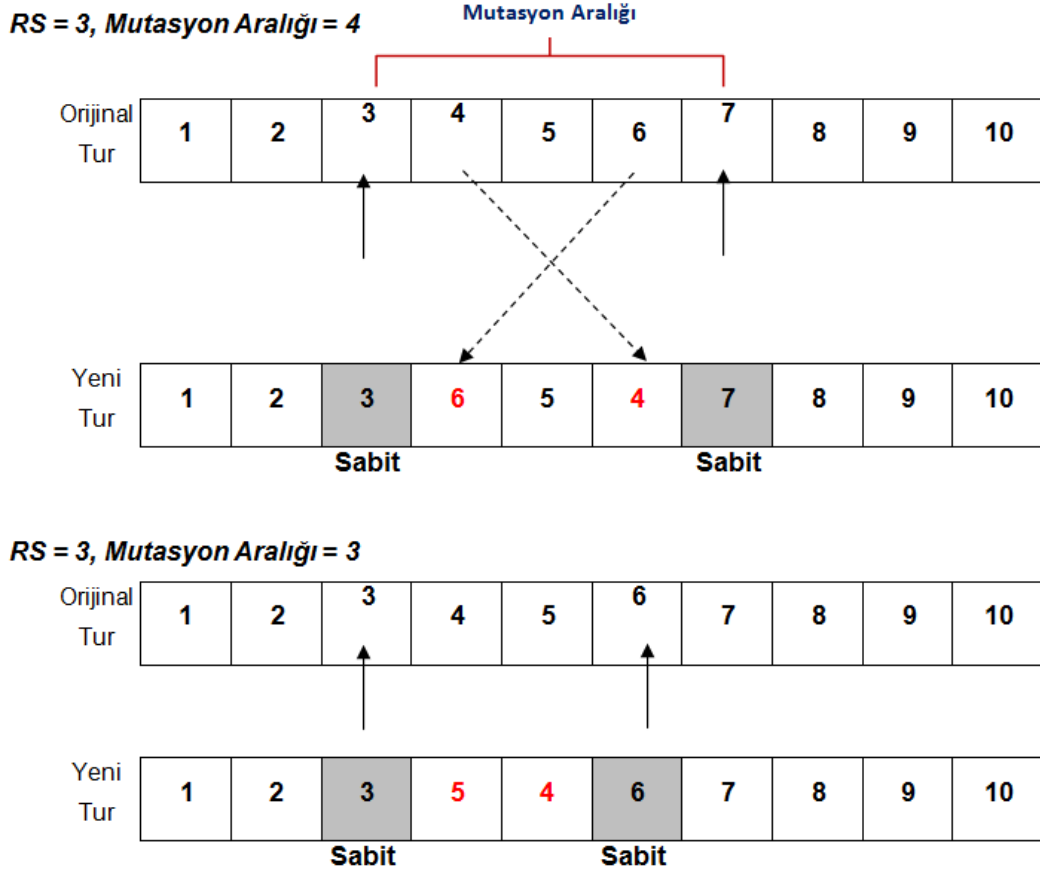 RS = 3, Mutasyon Aralığı = 4
Mutasyon Aralığı
Orijinal Tur
1 2 3 4 5 6 7 8 9 10
Yeni Tur
1 2 3 6 5 4 7 8 9 10
Sabit Sabit
RS = 3, Mutasyon Aralığı = 3
Orijinal Tur
1 2 3 4 5 6 7 8 9 10
Yeni Tur
1 2 3 5 4 6 7 8 9 10
Sabit Sabit